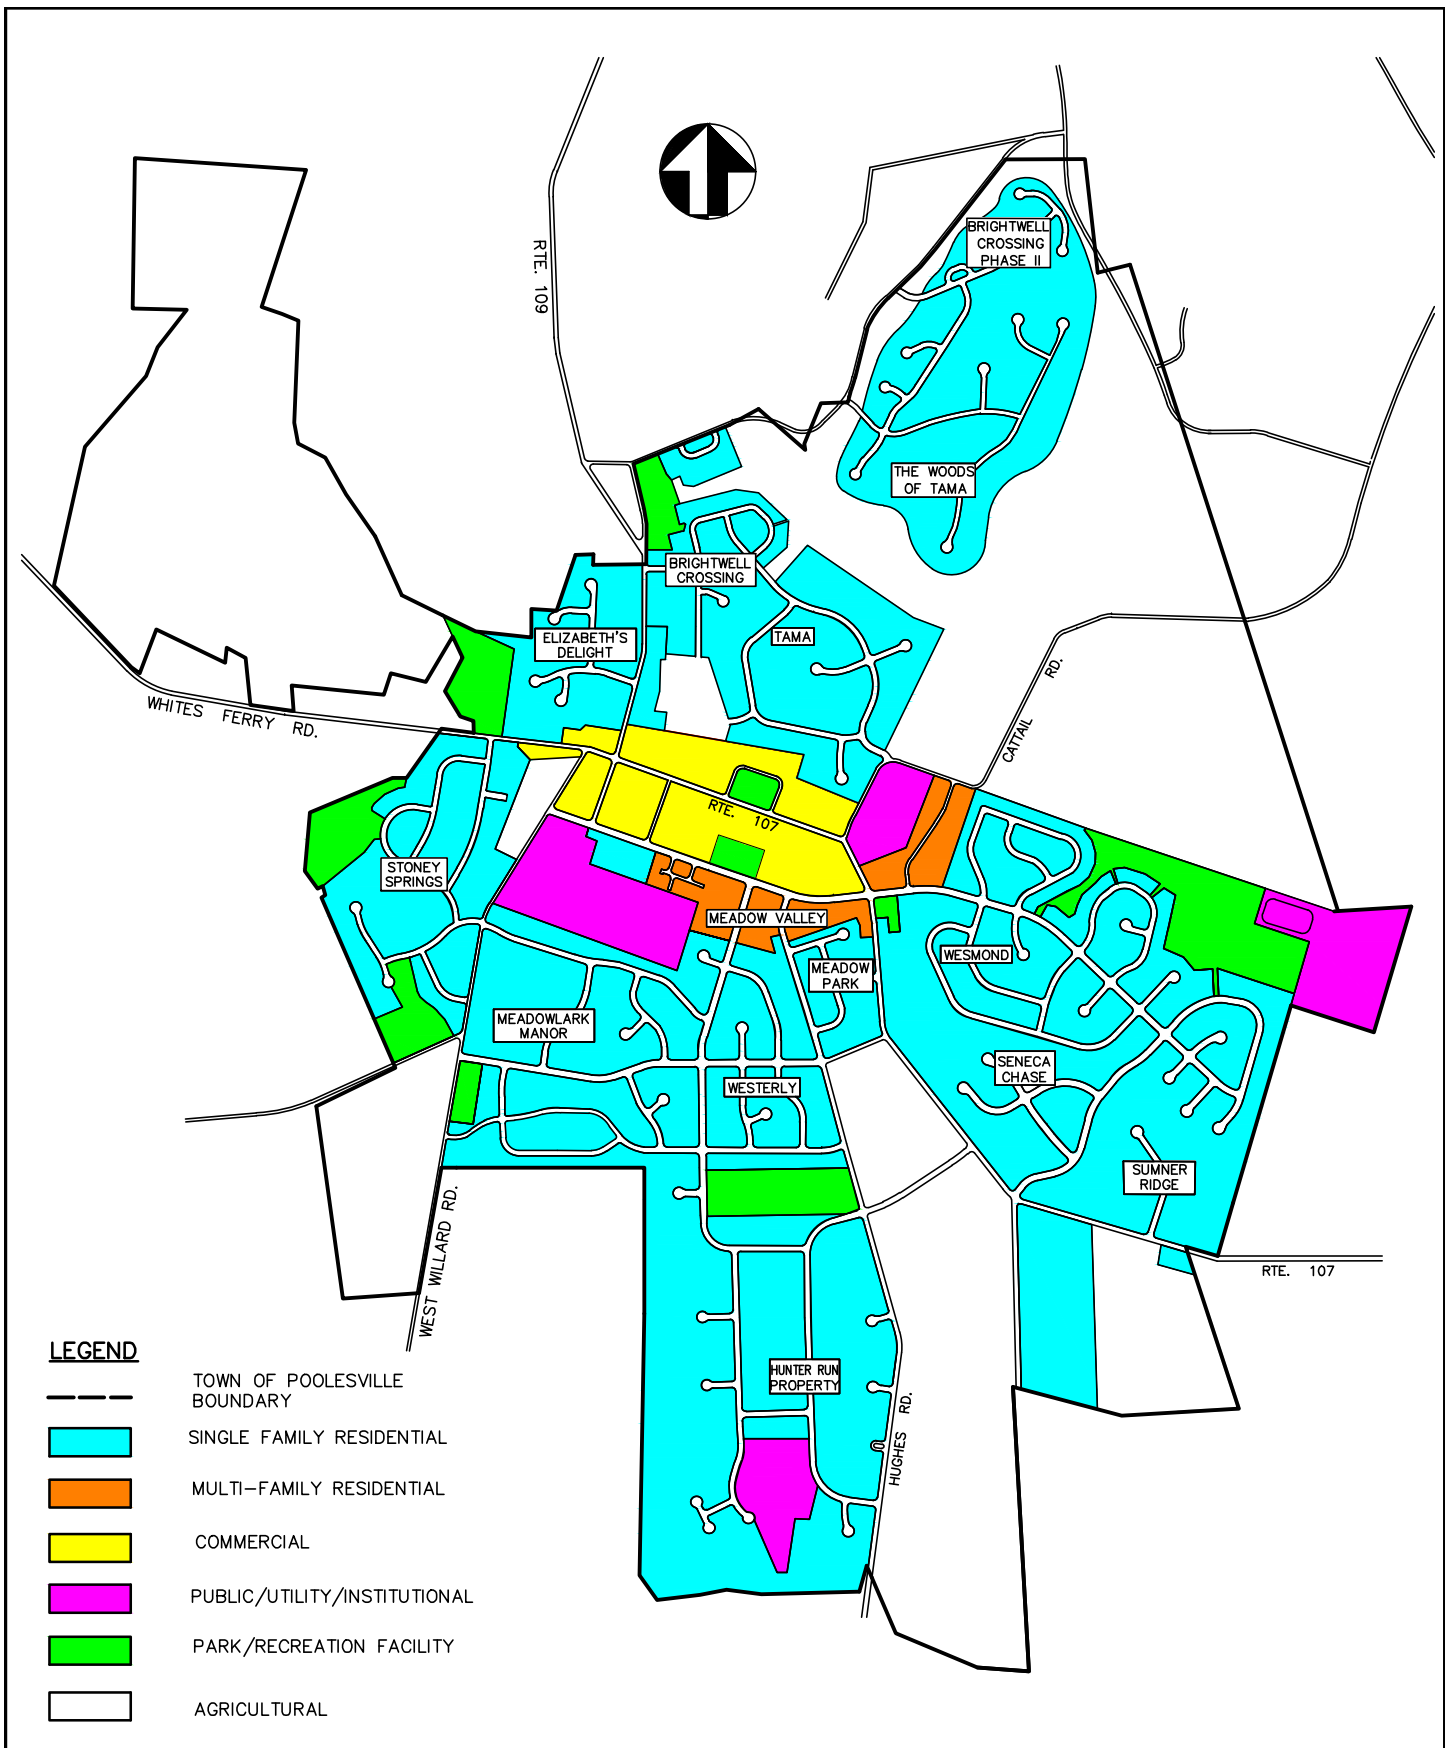 BRIGHTWELL
CROSSING
PHASE II
RTE. 109
THE WOODS
OF TAMA
BRIGHTWELL
CROSSING
TAMA
ELIZABETH'S
DELIGHT
CATTAIL RD.
WHITES FERRY RD.
RTE. 107
STONEY
SPRINGS
MEADOW VALLEY
WESMOND
MEADOW
PARK
MEADOWLARK
MANOR
SENECA
CHASE
WESTERLY
SUMNER
RIDGE
WEST WILLARD RD.
RTE. 107
HUNTER RUN
PROPERTY
HUGHES RD.
LEGEND
TOWN OF POOLESVILLE
BOUNDARY
SINGLE FAMILY RESIDENTIAL
MULTI-FAMILY RESIDENTIAL
COMMERCIAL
PUBLIC/UTILITY/INSTITUTIONAL
PARK/RECREATION FACILITY
AGRICULTURAL